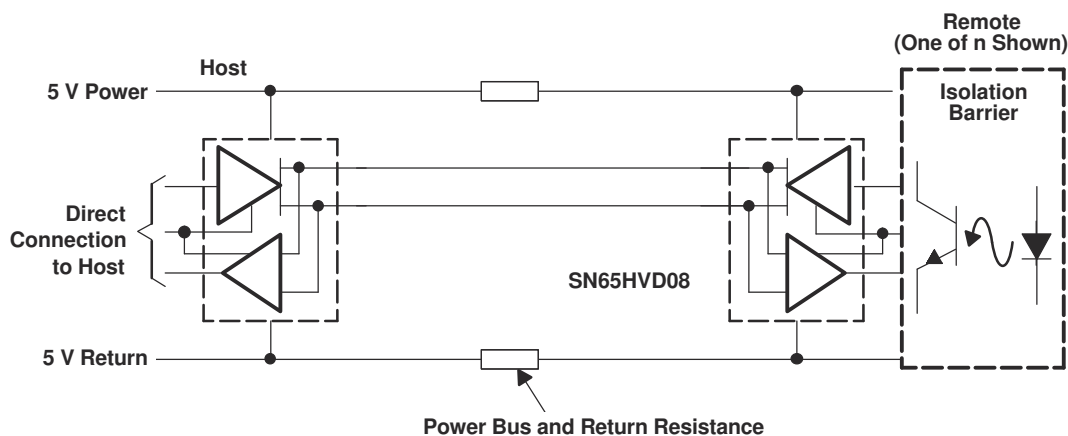 Remote
(One of n Shown)
Host
5 V Power
Isolation
Barrier
Direct
Connection
to Host
SN65HVD08
5 V Return
Power Bus and Return Resistance